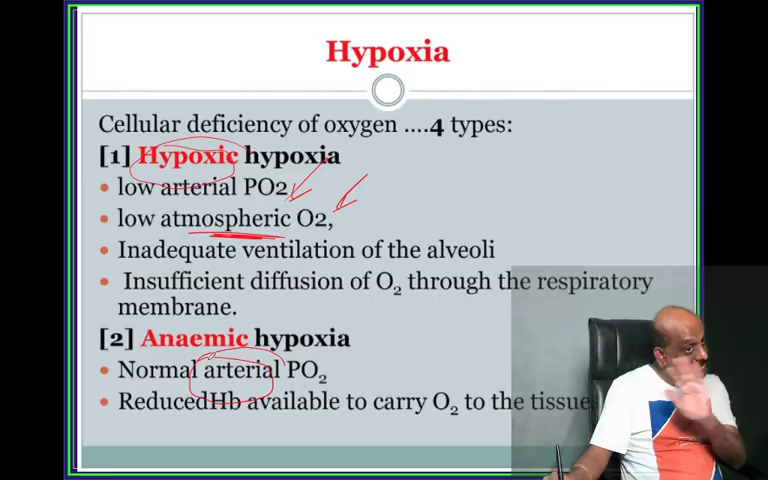 Hypoxia
Cellular deficiency of oxygen ....4 types:
[1] Hypoxic hypoxia
• low arterial PO2
• low atmospheric O2,
• Inadequate ventilation of the alveoli
• Insufficient diffusion of O₂ through the respiratory
membrane.
[2] Anaemic hypoxia
• Normal arterial PO₂
• ReducedHb available to carry O₂ to the tissues